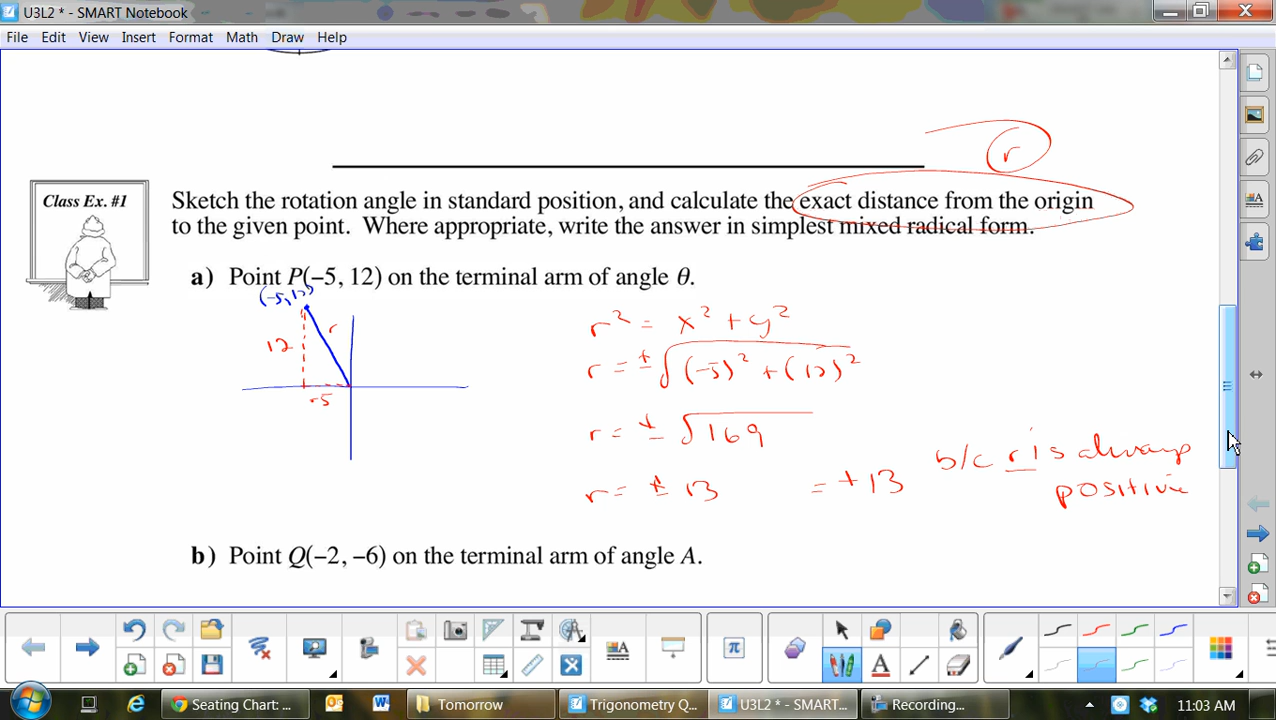 U3L2 * - SMART Notebook
File Edit View Insert Format Math Draw Help
r
Class Ex. #1
Sketch the rotation angle in standard position, and calculate the exact distance from the origin
to the given point. Where appropriate, write the answer in simplest mixed radical form.
a) Point P(–5, 12) on the terminal arm of angle θ.
(-5,12)
r
12
-5
r² = x² + y²
r = ±√(-5)² + (12)²
r = ±√169
r = ± 13 = +13 b/c r is always
positive
b) Point Q(–2, –6) on the terminal arm of angle A.
Seating Chart: ...
Tomorrow
Trigonometry Q...
U3L2 * - SMART...
Recording...
11:03 AM